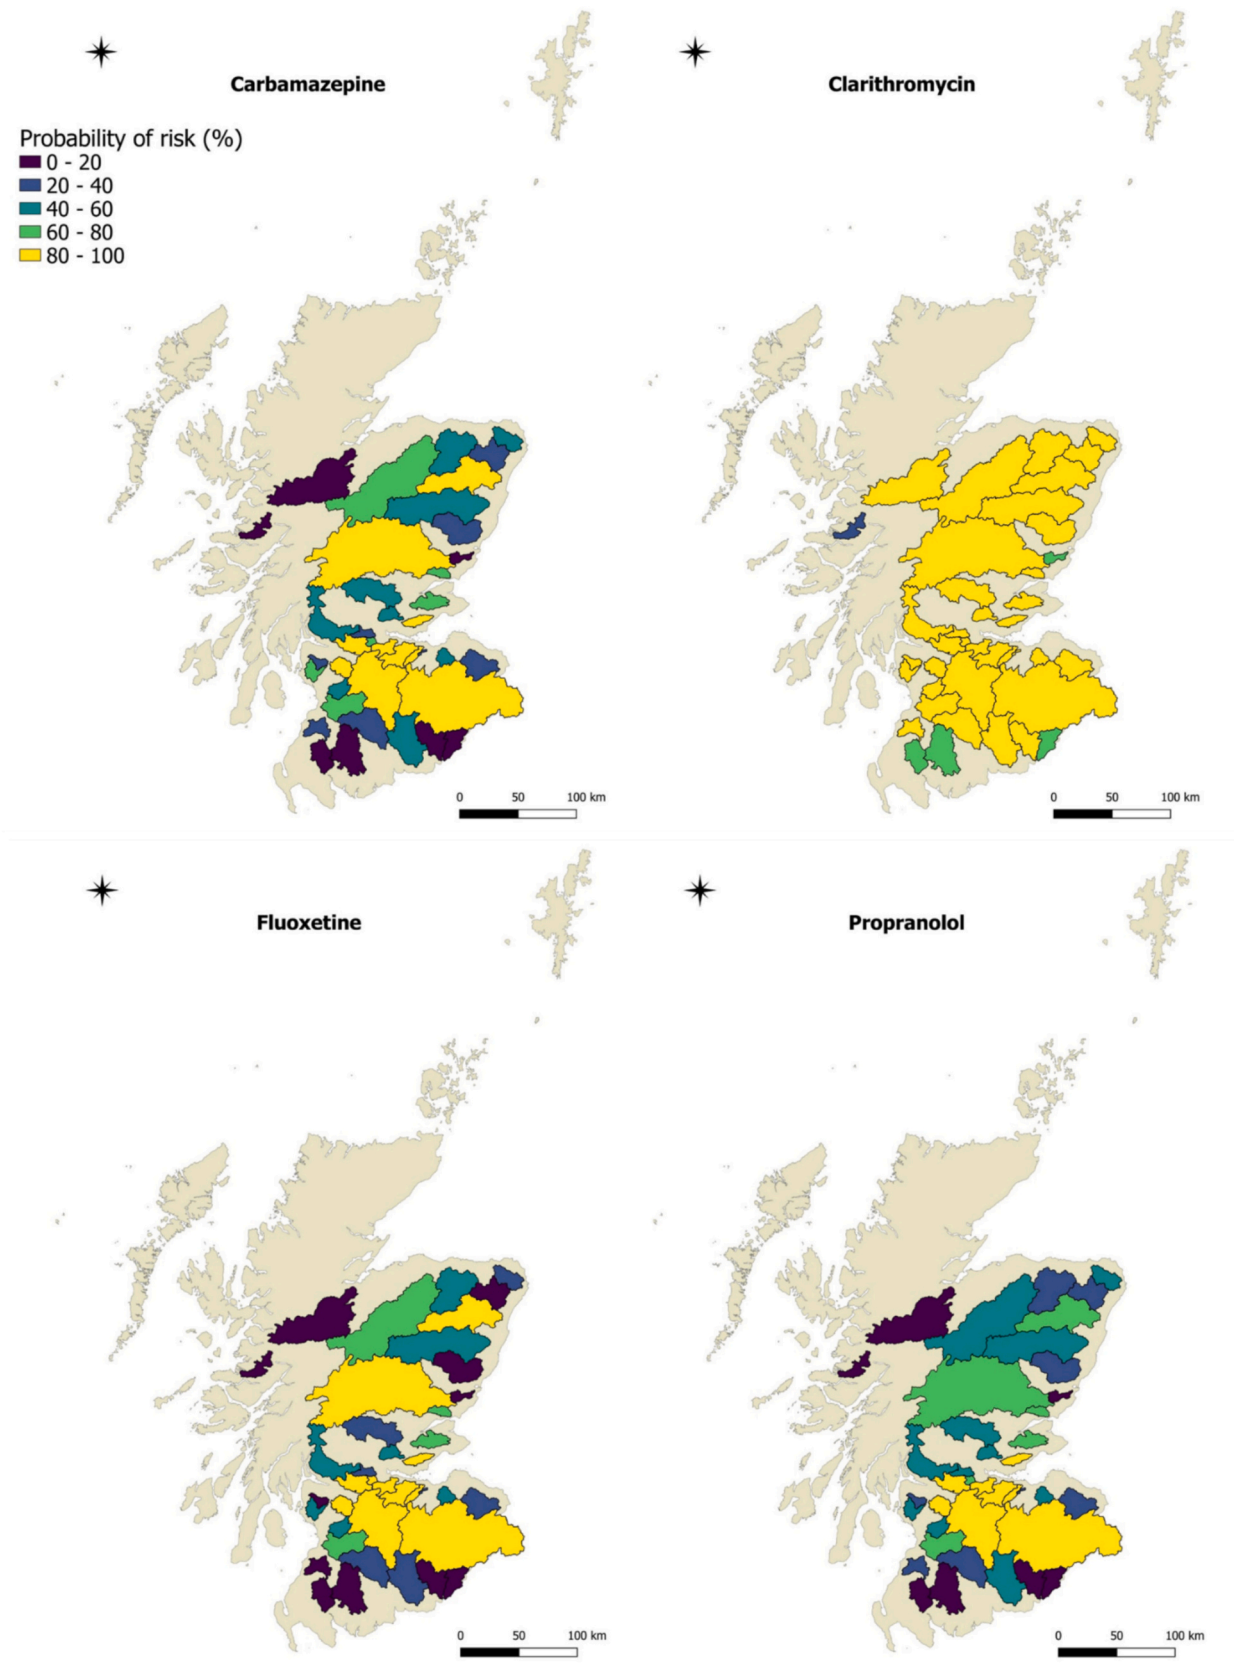 Carbamazepine
Clarithromycin
Probability of risk (%)
0 - 20
20 - 40
40 - 60
60 - 80
80 - 100
0 50 100 km
0 50 100 km
Fluoxetine
Propranolol
0 50 100 km
0 50 100 km